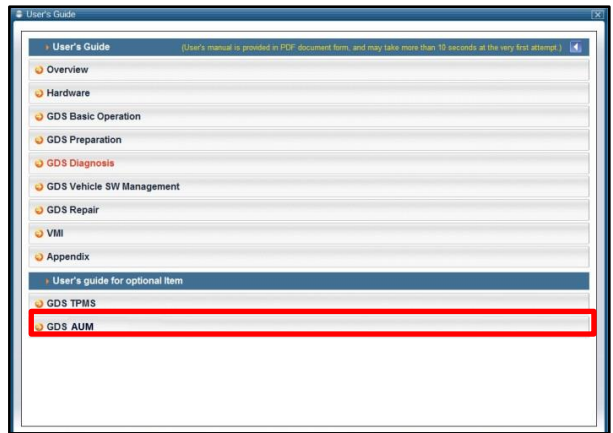 User's Guide
User's Guide (User's manual is provided in PDF document form, and may take more than 10 seconds at the very first attempt.)
Overview
Hardware
GDS Basic Operation
GDS Preparation
GDS Diagnosis
GDS Vehicle SW Management
GDS Repair
VMI
Appendix
User's guide for optional Item
GDS TPMS
GDS AUM